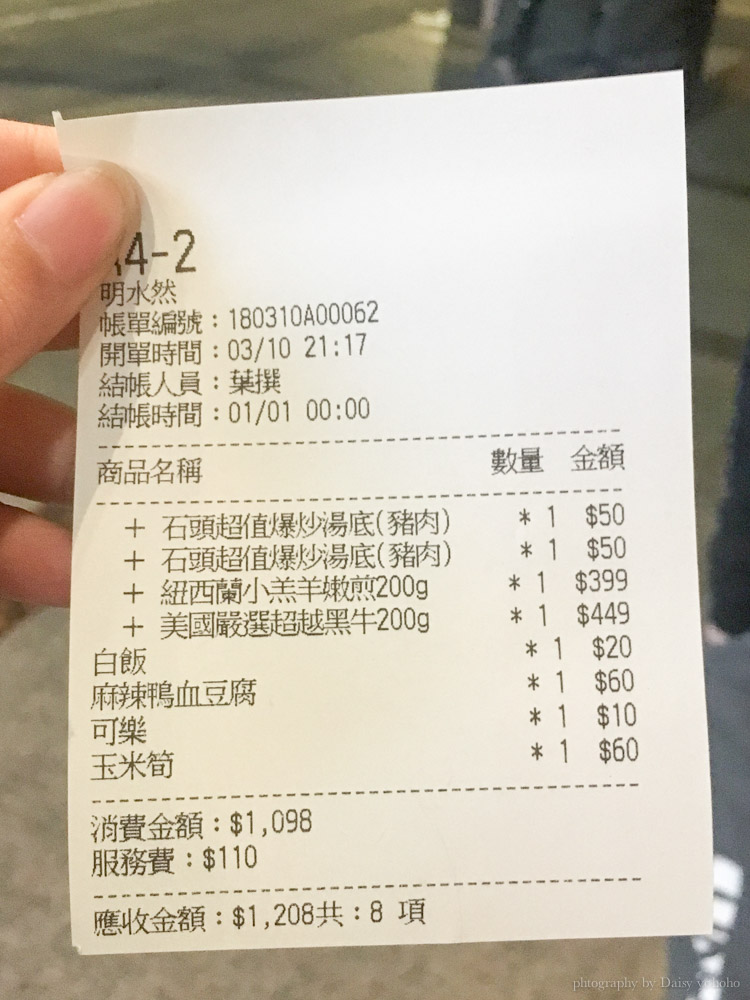 4-2
明水然
帳單編號：180310A00062
開單時間：03/10 21:17
結帳人員：葉撰
結帳時間：01/01 00:00
商品名稱 數量 金額
+ 石頭超值爆炒湯底(豬肉) * 1 $50
+ 石頭超值爆炒湯底(豬肉) * 1 $50
+ 紐西蘭小羔羊嫩煎200g * 1 $399
+ 美國嚴選超越黑牛200g * 1 $449
白飯 * 1 $20
麻辣鴨血豆腐 * 1 $60
可樂 * 1 $10
玉米筍 * 1 $60
消費金額：$1,098
服務費：$110
應收金額：$1,208共：8 項
phtography by Daisy yohoho